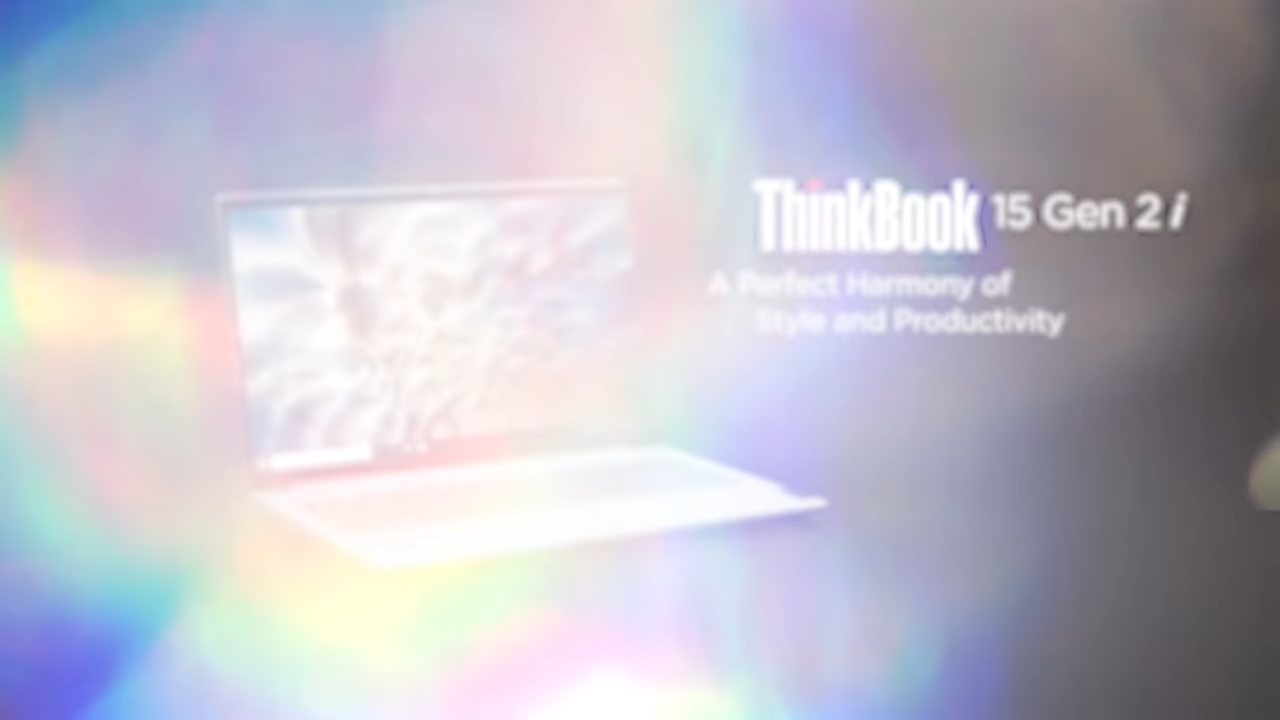 ThinkBook 15 Gen 2 i
A Perfect Harmony of
Style and Productivity